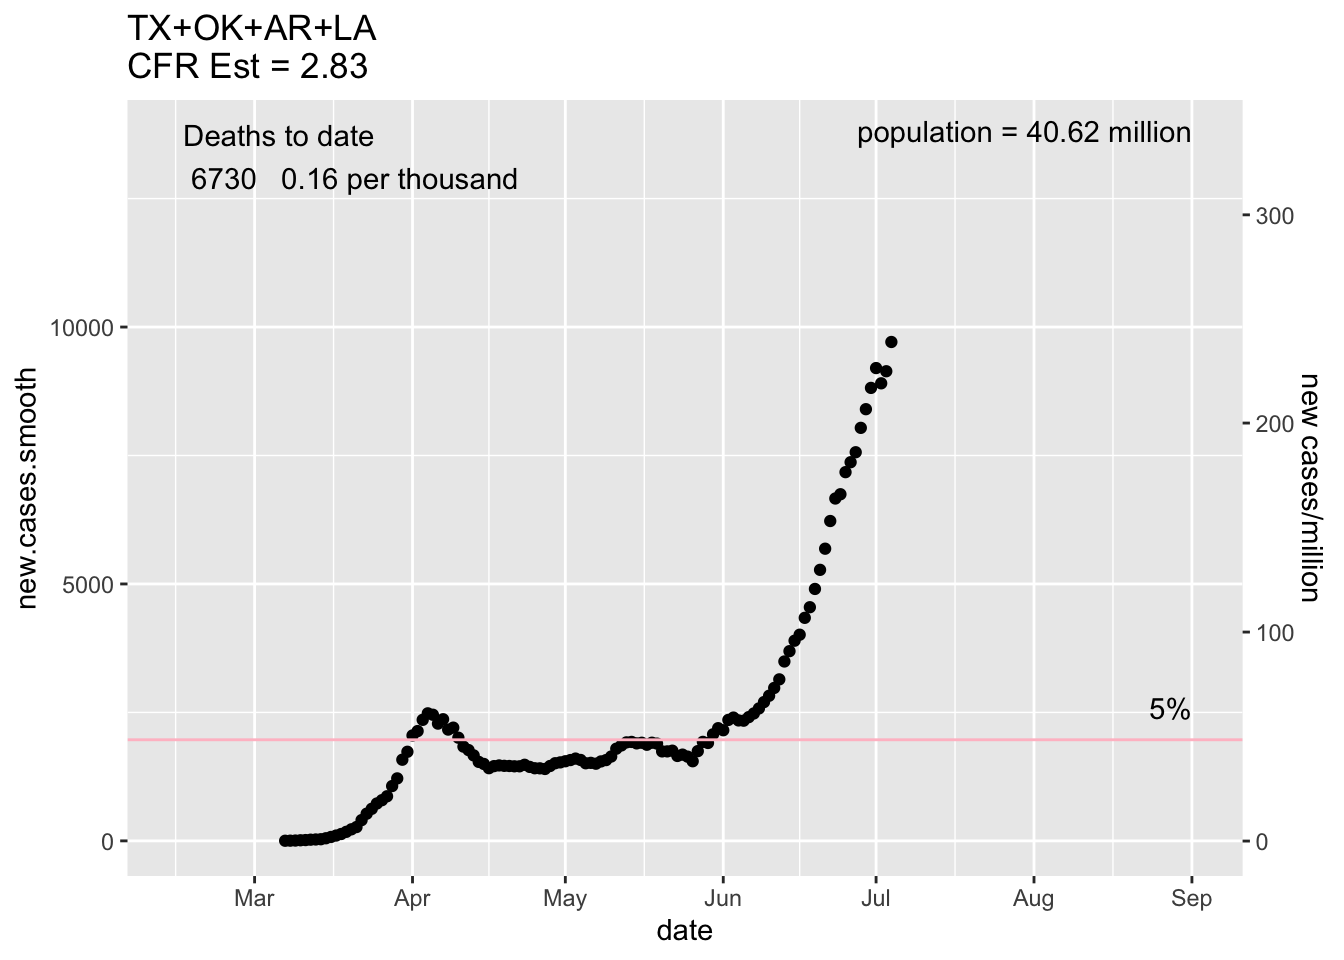 TX+OK+AR+LA
CFR Est = 2.83
Deaths to date
6730 0.16 per thousand
population = 40.62 million
10000
5000
0
new.cases.smooth
300
200
100
0
new cases/million
5%
Mar Apr May Jun Jul Aug Sep
date